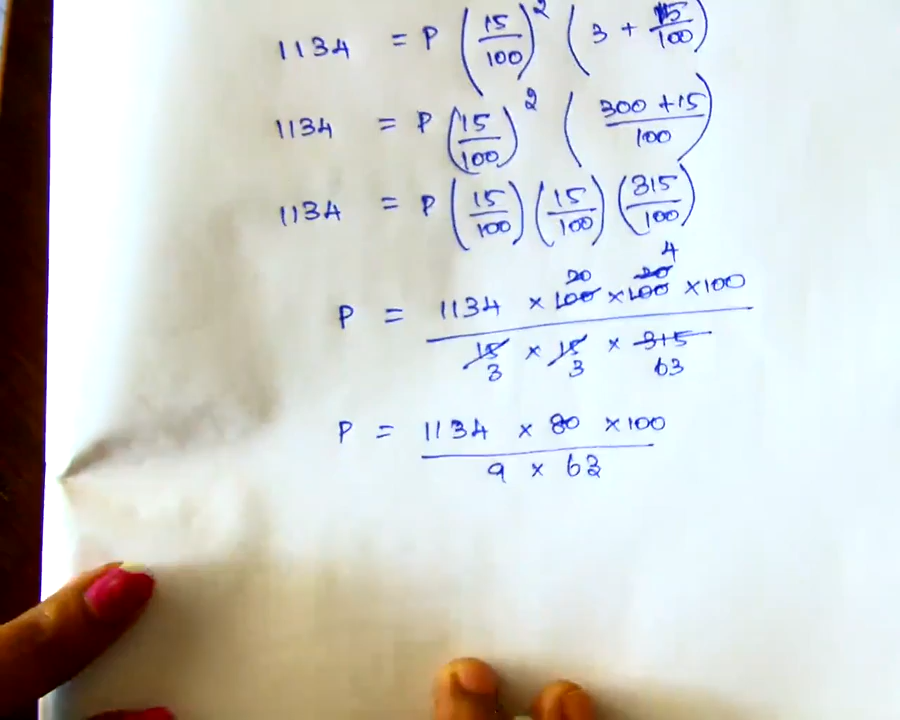 1134 = P (15/100)² (3 + 15/100)
1134 = P (15/100)² (300 + 15/100)
1134 = P (15/100) (15/100) (315/100)
20 4
P = 1134 × 100 × 20 100 × 100
15 × 15 × 315
3 3 63
P = 1134 × 80 × 100
9 × 63